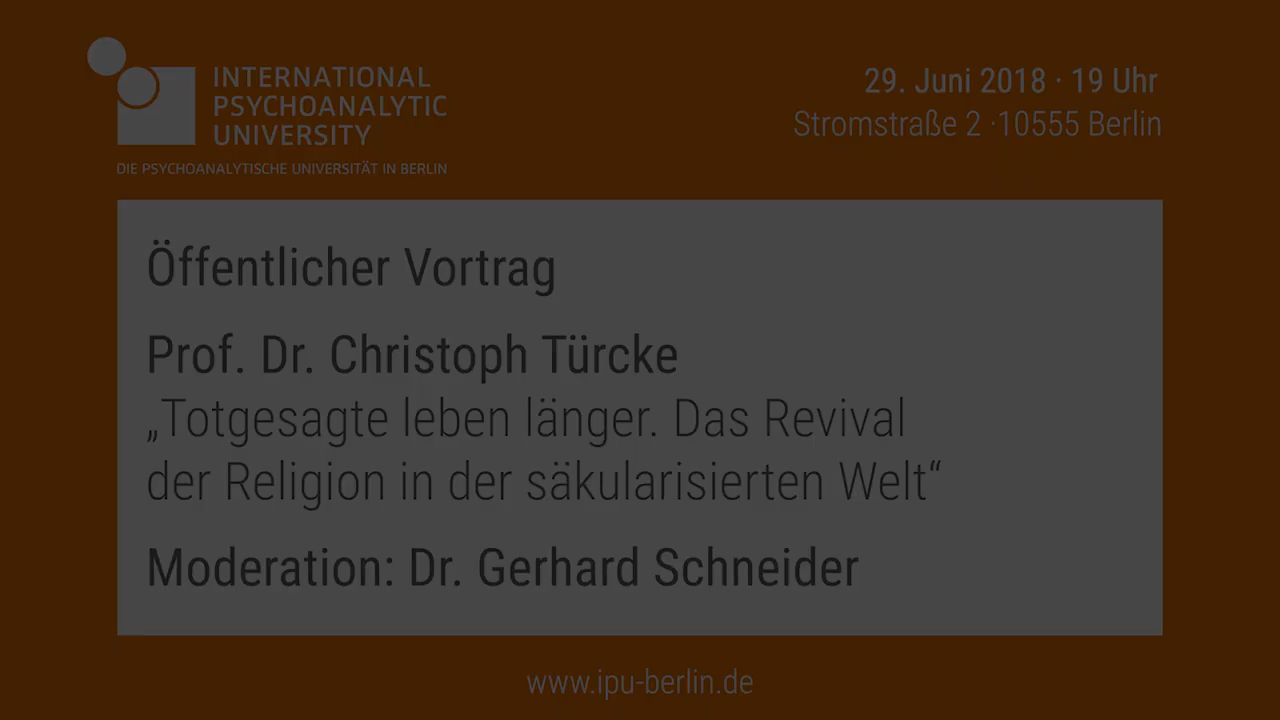 INTERNATIONAL
PSYCHOANALYTIC
UNIVERSITY
DIE PSYCHOANALYTISCHE UNIVERSITÄT IN BERLIN
29. Juni 2018 · 19 Uhr
Stromstraße 2 ·10555 Berlin
Öffentlicher Vortrag
Prof. Dr. Christoph Türcke
„Totgesagte leben länger. Das Revival
der Religion in der säkularisierten Welt“
Moderation: Dr. Gerhard Schneider
www.ipu-berlin.de